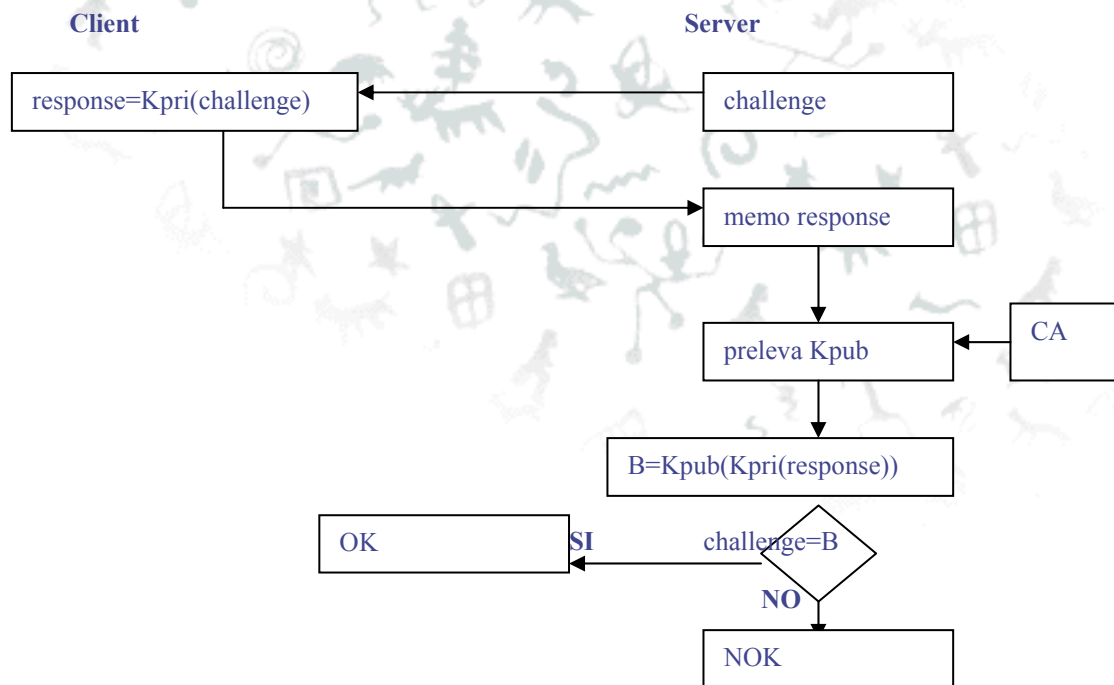 Client
Server
response=Kpri(challenge)
challenge
memo response
CA
preleva Kpub
B=Kpub(Kpri(response))
OK
SI
challenge=B
NO
NOK